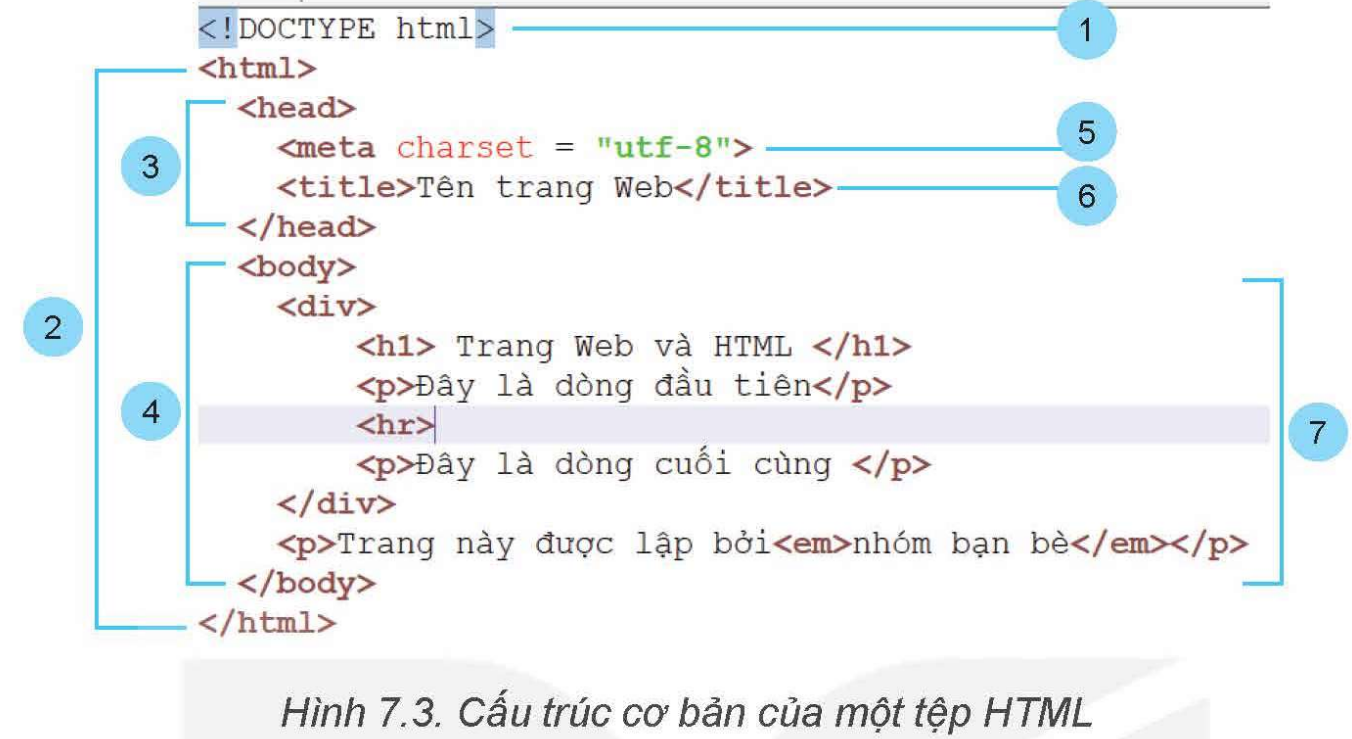 <!DOCTYPE html> 1
<html>
<head>
<meta charset = "utf-8"> 5
3
<title>Tên trang Web</title> 6
</head>
<body>
<div>
2
<h1> Trang Web và HTML </h1>
<p>Đây là dòng đầu tiên</p>
4
<hr>
7
<p>Đây là dòng cuối cùng </p>
</div>
<p>Trang này được lập bởi<em>nhóm bạn bè</em></p>
</body>
</html>
Hình 7.3. Cấu trúc cơ bản của một tệp HTML